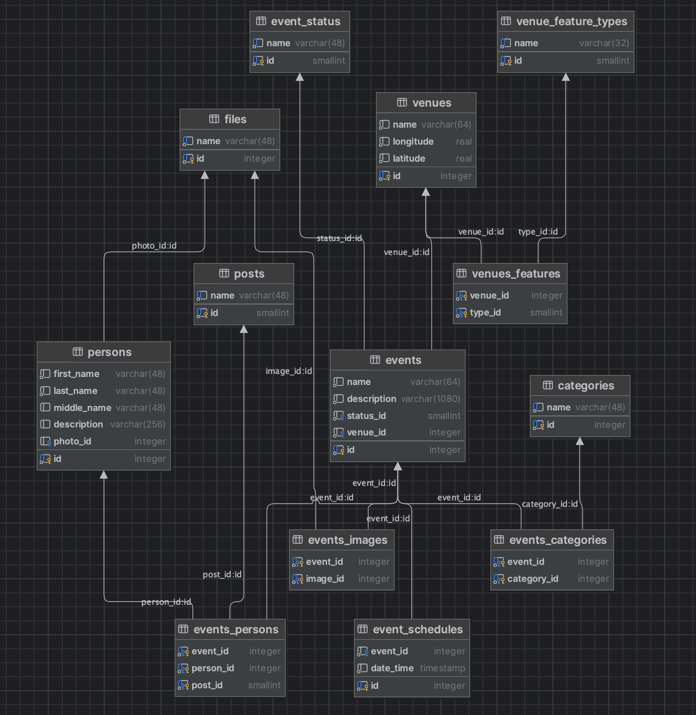 event_status
name varchar(48)
id smallint
venue_feature_types
name varchar(32)
id smallint
files
name varchar(48)
id integer
venues
name varchar(64)
longitude real
latitude real
id integer
photo_id:id
status_id:id
venue_id:id
venue_id:id
type_id:id
posts
name varchar(48)
id smallint
venues_features
venue_id integer
type_id smallint
persons
first_name varchar(48)
last_name varchar(48)
middle_name varchar(48)
description varchar(256)
photo_id integer
id integer
image_id:id
events
name varchar(64)
description varchar(1080)
status_id smallint
venue_id integer
id integer
categories
name varchar(48)
id integer
event_id:id
event_id:id
event_id:id
category_id:id
event_id:id
events_images
event_id integer
image_id integer
events_categories
event_id integer
category_id integer
post_id:id
person_id:id
events_persons
event_id integer
person_id integer
post_id smallint
event_schedules
event_id integer
date_time timestamp
id integer